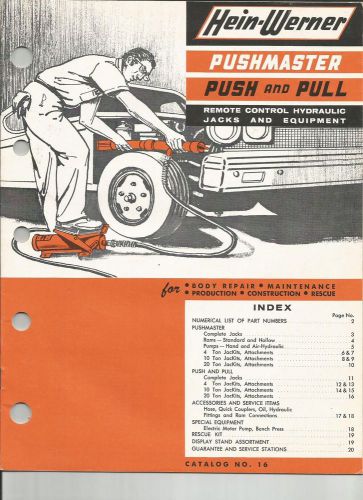 Hein-Werner
PUSHMASTER
PUSH AND PULL
REMOTE CONTROL HYDRAULIC
JACKS AND EQUIPMENT
for • BODY REPAIR • MAINTENANCE
• PRODUCTION • CONSTRUCTION • RESCUE
INDEX
Page No.
NUMERICAL LIST OF PART NUMBERS 2
PUSHMASTER
Complete Jacks 3
Rams — Standard and Hollow 4
Pumps — Hand and Air-Hydraulic 5
4 Ton JacKits, Attachments 6 & 7
10 Ton JacKits, Attachments 8 & 9
20 Ton JacKits, Attachments 10
PUSH AND PULL
Complete Jacks 11
4 Ton JacKits, Attachments 12 & 13
10 Ton JacKits, Attachments 14 & 15
20 Ton JacKits, Attachments 16
ACCESSORIES AND SERVICE ITEMS
Hose, Quick Couplers, Oil, Hydraulic
Fittings and Ram Connections 17 & 18
SPECIAL EQUIPMENT
Electric Motor Pump, Bench Press 18
RESCUE KIT 19
DISPLAY STAND ASSORTMENT 19
GUARANTEE AND SERVICE STATIONS 20
CATALOG NO. 16